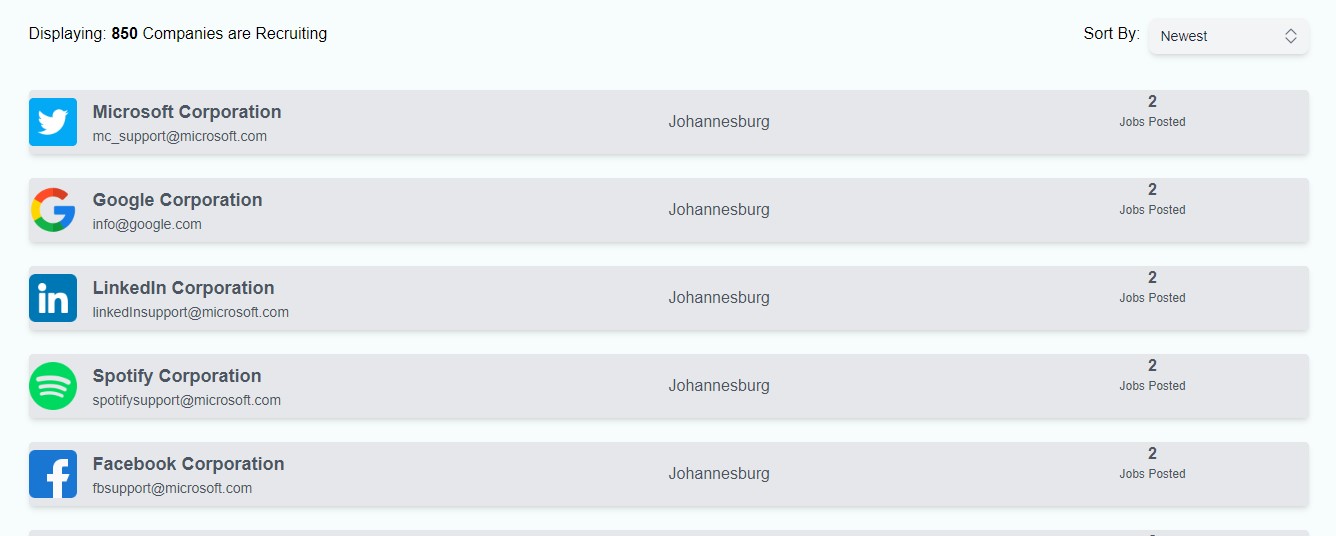 Displaying: 850 Companies are Recruiting
Sort By: Newest
Microsoft Corporation
mc_support@microsoft.com
Johannesburg
2
Jobs Posted
Google Corporation
info@google.com
Johannesburg
2
Jobs Posted
LinkedIn Corporation
linkedInsupport@microsoft.com
Johannesburg
2
Jobs Posted
Spotify Corporation
spotifysupport@microsoft.com
Johannesburg
2
Jobs Posted
Facebook Corporation
fbsupport@microsoft.com
Johannesburg
2
Jobs Posted